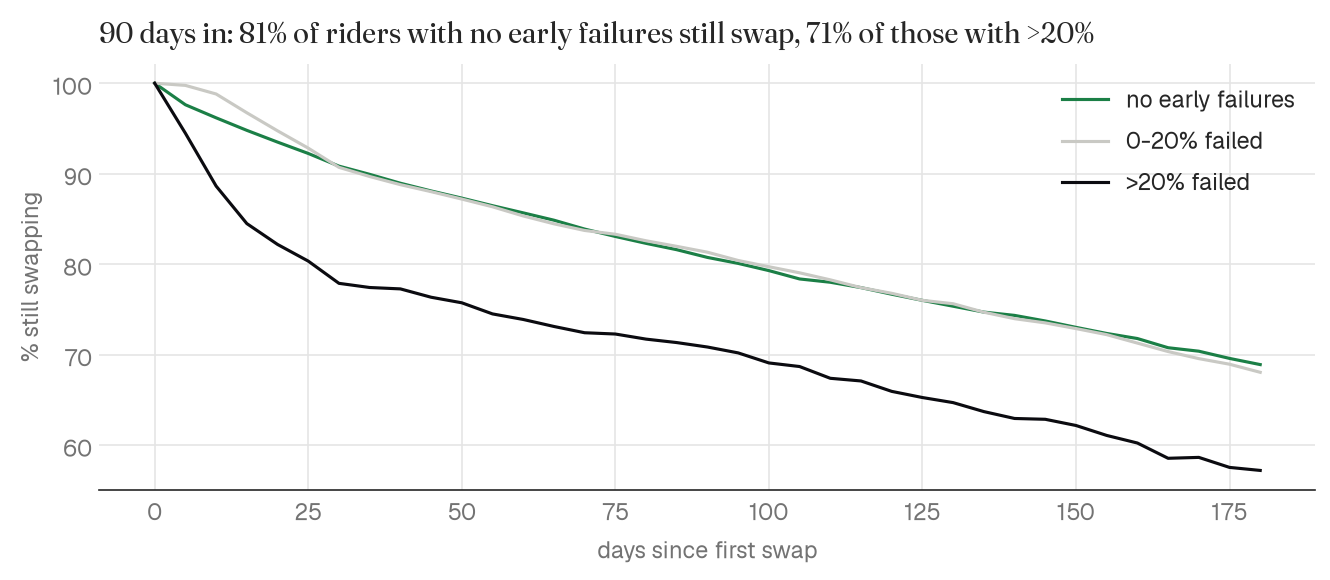 90 days in: 81% of riders with no early failures still swap, 71% of those with >20%
100
90
80
70
60
% still swapping
no early failures
0–20% failed
>20% failed
0 25 50 75 100 125 150 175
days since first swap